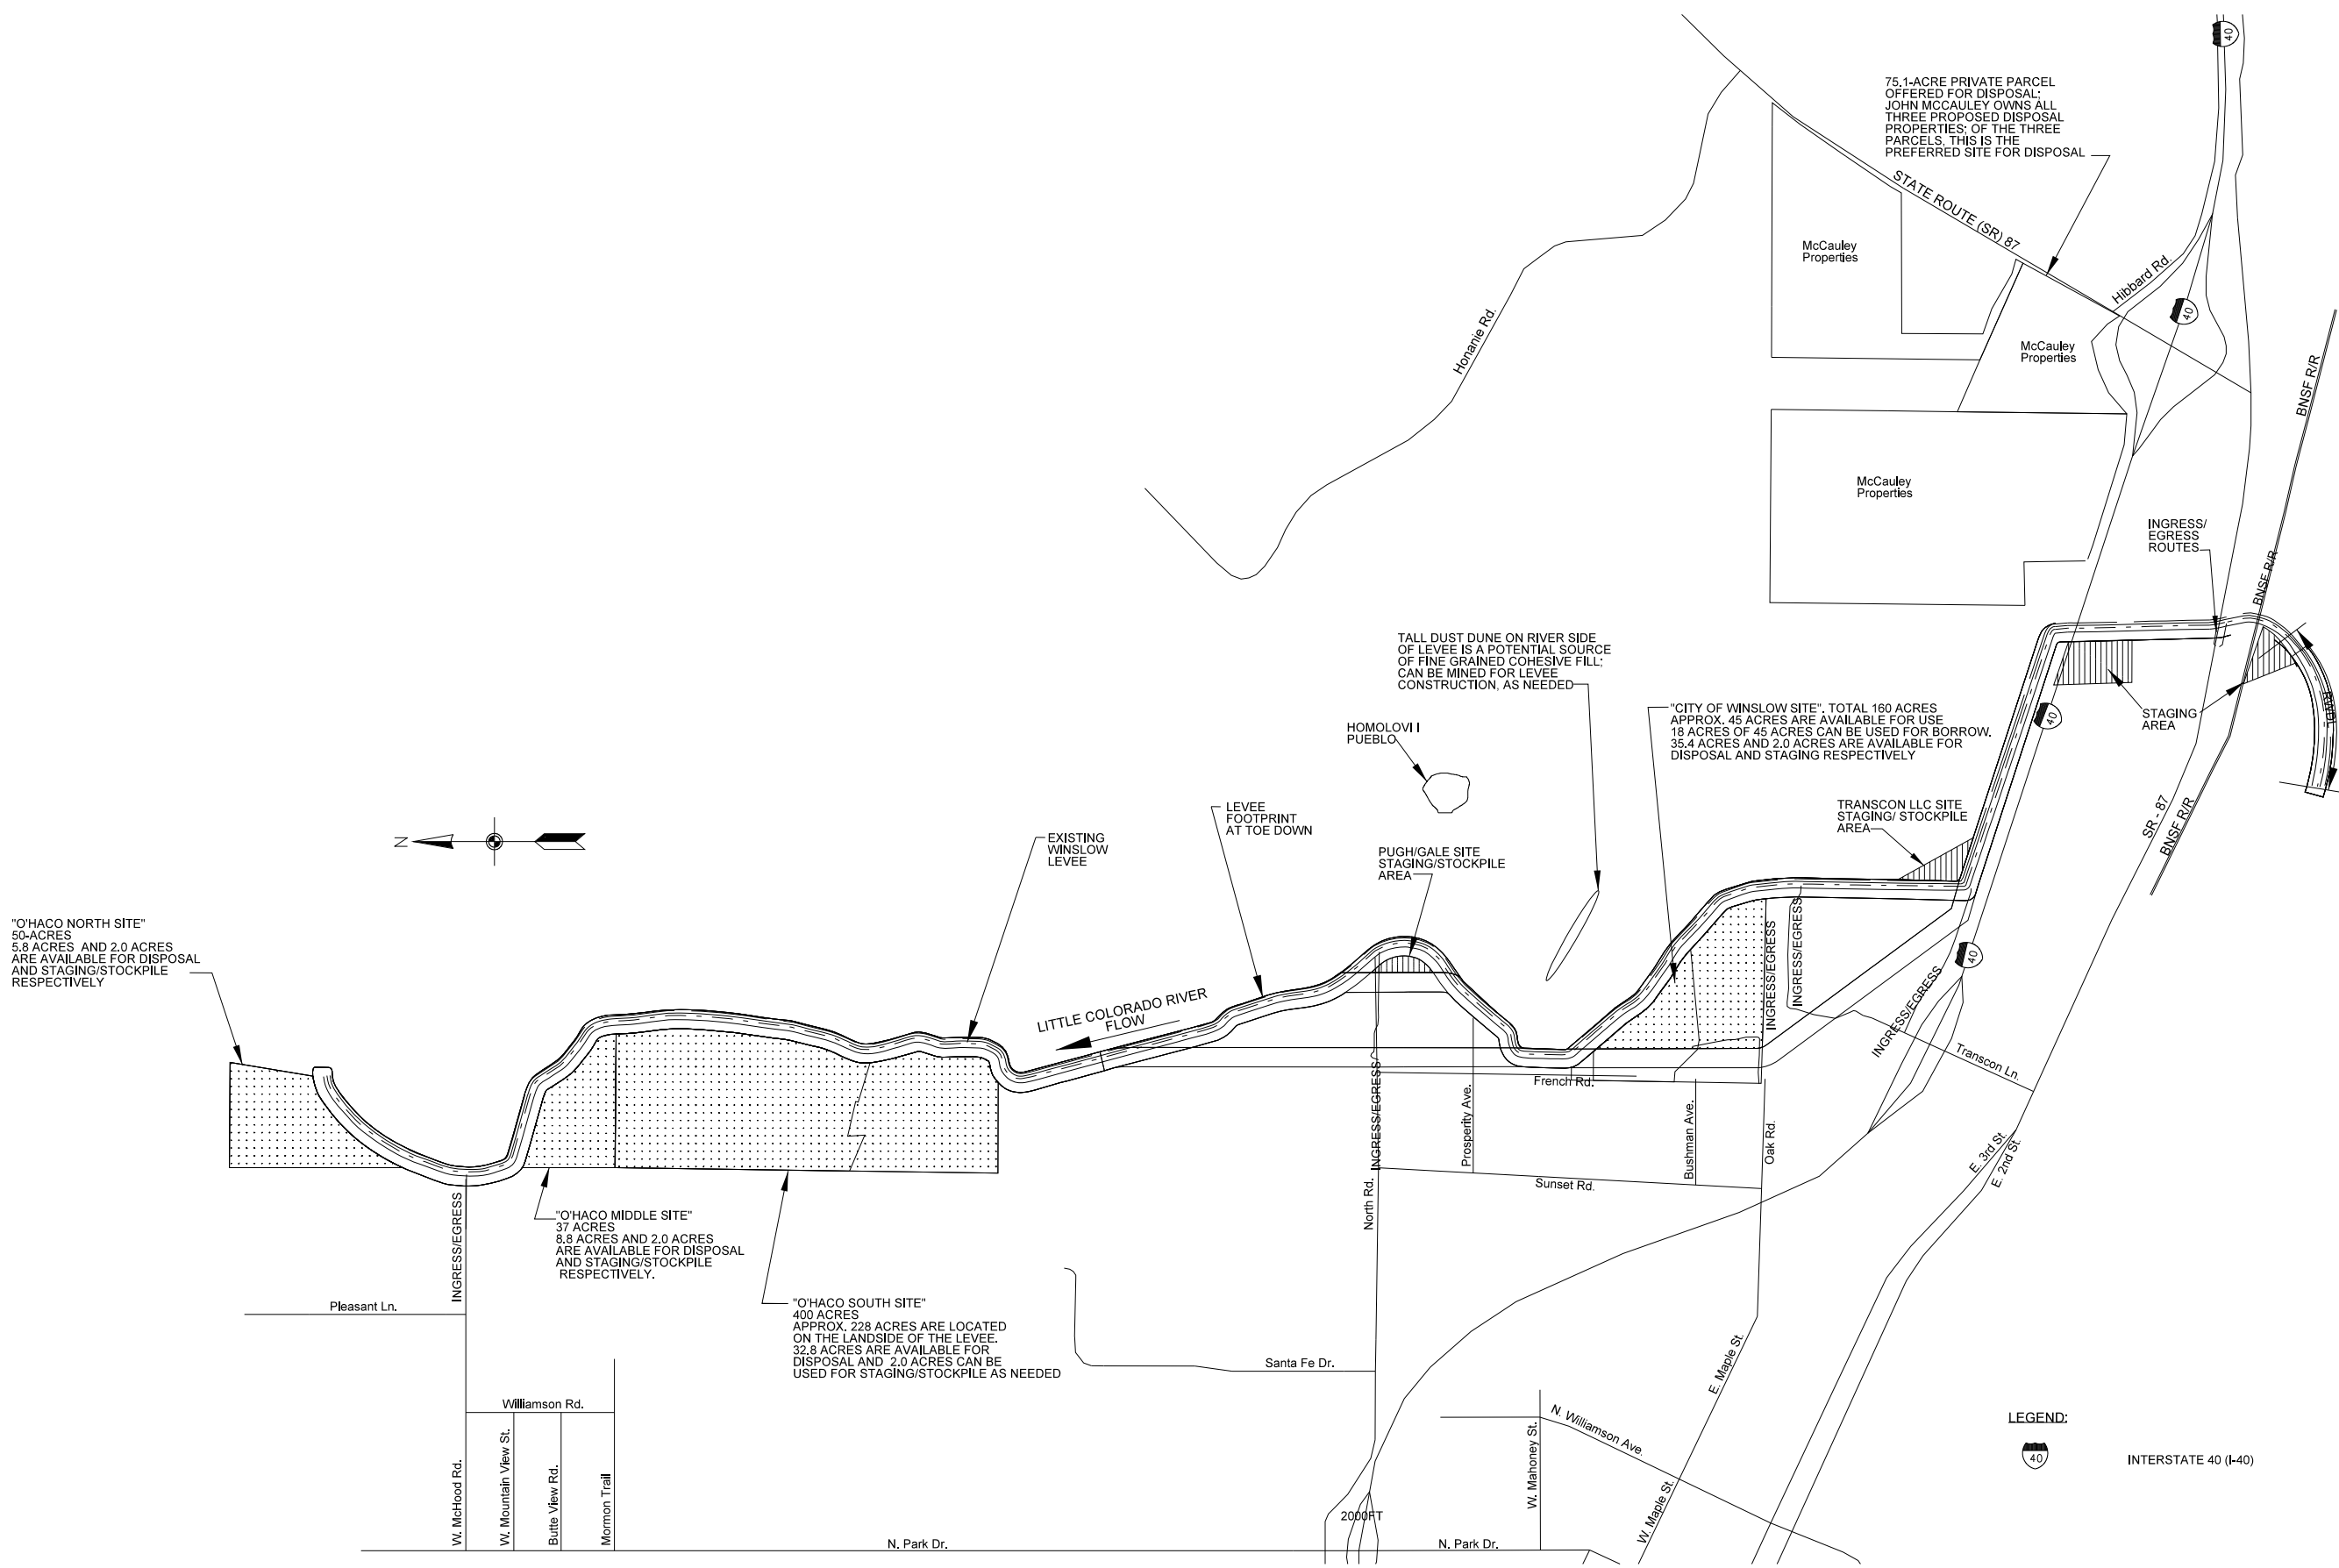 40
75.1-ACRE PRIVATE PARCEL
OFFERED FOR DISPOSAL;
JOHN MCCAULEY OWNS ALL
THREE PROPOSED DISPOSAL
PROPERTIES; OF THE THREE
PARCELS, THIS IS THE
PREFERRED SITE FOR DISPOSAL
STATE ROUTE (SR) 87
McCauley
Properties
Hibbard Rd.
40
Honanie Rd.
McCauley
Properties
BNSF R/R
McCauley
Properties
INGRESS/
EGRESS
ROUTES
BNSF R/R
TALL DUST DUNE ON RIVER SIDE
OF LEVEE IS A POTENTIAL SOURCE
OF FINE GRAINED COHESIVE FILL;
CAN BE MINED FOR LEVEE
CONSTRUCTION, AS NEEDED
"CITY OF WINSLOW SITE". TOTAL 160 ACRES
APPROX. 45 ACRES ARE AVAILABLE FOR USE
18 ACRES OF 45 ACRES CAN BE USED FOR BORROW.
35.4 ACRES AND 2.0 ACRES ARE AVAILABLE FOR
DISPOSAL AND STAGING RESPECTIVELY
40
STAGING
AREA
RWDL
HOMOLOVI I
PUEBLO
LEVEE
FOOTPRINT
AT TOE DOWN
TRANSCON LLC SITE
STAGING/ STOCKPILE
AREA
SR - 87
BNSF R/R
N
EXISTING
WINSLOW
LEVEE
PUGH/GALE SITE
STAGING/STOCKPILE
AREA
"O'HACO NORTH SITE"
50-ACRES
5.8 ACRES AND 2.0 ACRES
ARE AVAILABLE FOR DISPOSAL
AND STAGING/STOCKPILE
RESPECTIVELY
INGRESS/EGRESS
INGRESS/EGRESS
40
INGRESS/EGRESS
LITTLE COLORADO RIVER
FLOW
Transcon Ln.
French Rd.
INGRESS/EGRESS
Prosperity Ave.
Bushman Ave.
Oak Rd.
E. 3rd St.
E. 2nd St.
North Rd.
Sunset Rd.
INGRESS/EGRESS
"O'HACO MIDDLE SITE"
37 ACRES
8.8 ACRES AND 2.0 ACRES
ARE AVAILABLE FOR DISPOSAL
AND STAGING/STOCKPILE
RESPECTIVELY.
Pleasant Ln.
"O'HACO SOUTH SITE"
400 ACRES
APPROX. 228 ACRES ARE LOCATED
ON THE LANDSIDE OF THE LEVEE.
32.8 ACRES ARE AVAILABLE FOR
DISPOSAL AND 2.0 ACRES CAN BE
USED FOR STAGING/STOCKPILE AS NEEDED
Santa Fe Dr.
E. Maple St.
Williamson Rd.
N. Williamson Ave.
LEGEND:
40
INTERSTATE 40 (I-40)
W. McHood Rd.
W. Mountain View St.
Butte View Rd.
Mormon Trail
W. Mahoney St.
W. Maple St.
2000FT
N. Park Dr.
N. Park Dr.